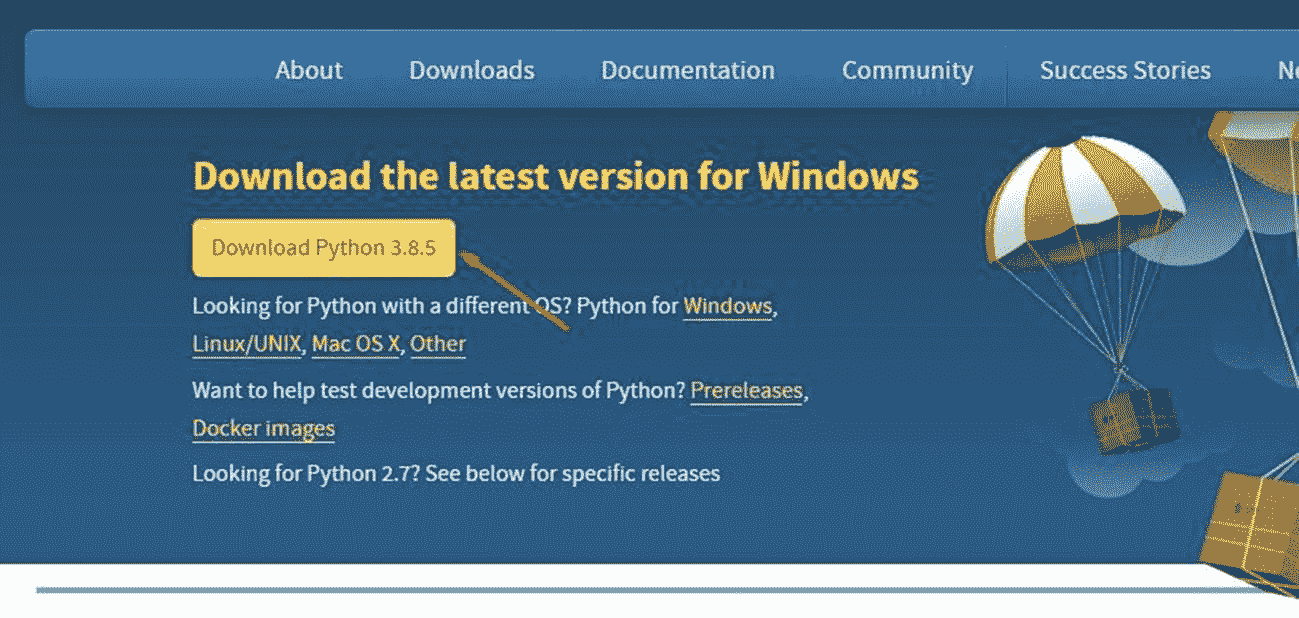 About Downloads Documentation Community Success Stories
Download the latest version for Windows
Download Python 3.8.5
Looking for Python with a different OS? Python for Windows,
Linux/UNIX, Mac OS X, Other
Want to help test development versions of Python? Prereleases,
Docker images
Looking for Python 2.7? See below for specific releases